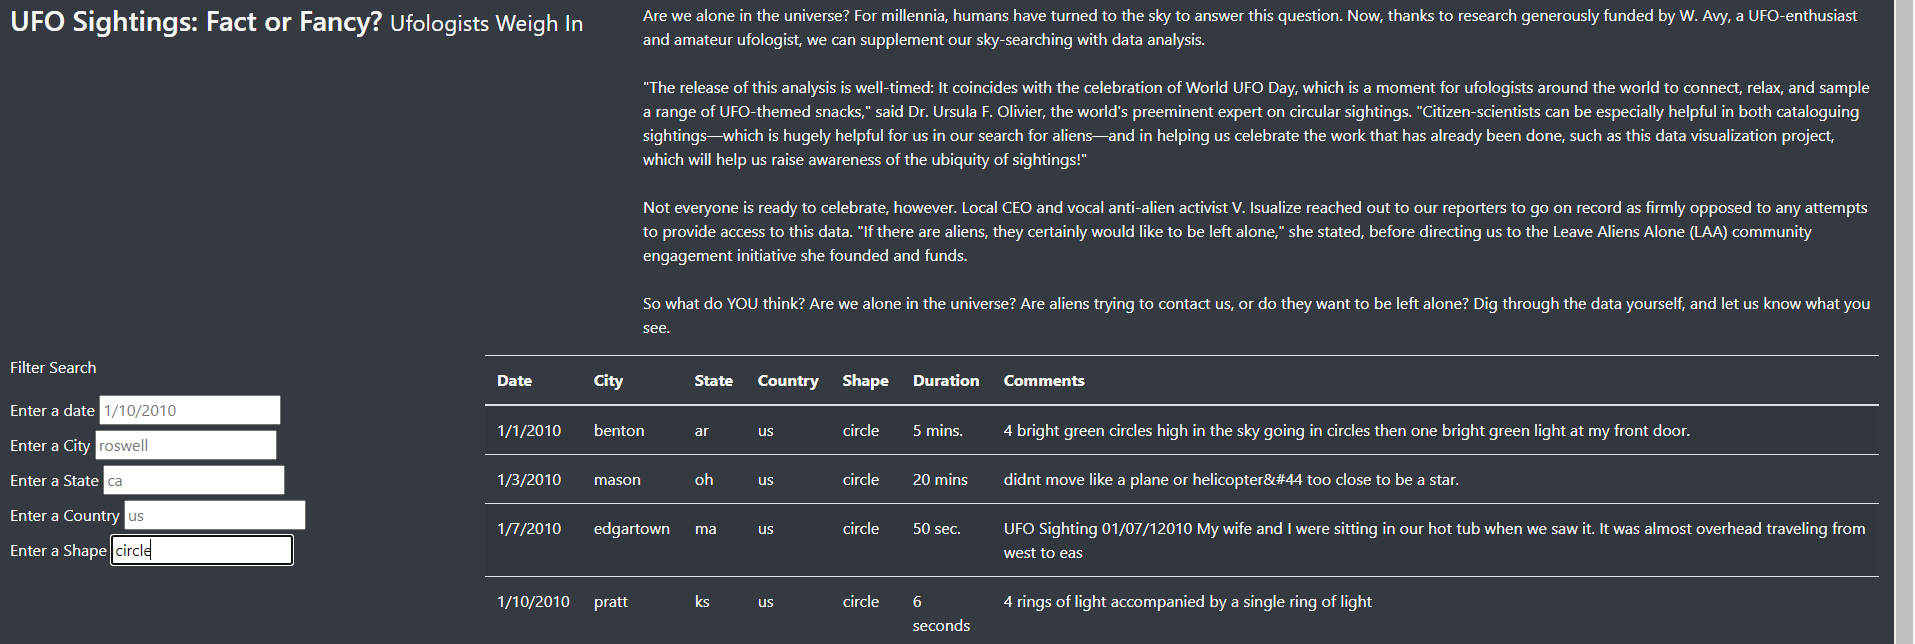 UFO Sightings: Fact or Fancy? Ufologists Weigh In
Are we alone in the universe? For millennia, humans have turned to the sky to answer this question. Now, thanks to research generously funded by W. Avy, a UFO-enthusiast
and amateur ufologist, we can supplement our sky-searching with data analysis.
"The release of this analysis is well-timed: It coincides with the celebration of World UFO Day, which is a moment for ufologists around the world to connect, relax, and sample
a range of UFO-themed snacks," said Dr. Ursula F. Olivier, the world's preeminent expert on circular sightings. "Citizen-scientists can be especially helpful in both cataloguing
sightings—which is hugely helpful for us in our search for aliens—and in helping us celebrate the work that has already been done, such as this data visualization project,
which will help us raise awareness of the ubiquity of sightings!"
Not everyone is ready to celebrate, however. Local CEO and vocal anti-alien activist V. Isualize reached out to our reporters to go on record as firmly opposed to any attempts
to provide access to this data. "If there are aliens, they certainly would like to be left alone," she stated, before directing us to the Leave Aliens Alone (LAA) community
engagement initiative she founded and funds.
So what do YOU think? Are we alone in the universe? Are aliens trying to contact us, or do they want to be left alone? Dig through the data yourself, and let us know what you
see.
Filter Search
Enter a date 1/10/2010
Enter a City roswell
Enter a State ca
Enter a Country us
Enter a Shape circle
Date City State Country Shape Duration Comments
1/1/2010 benton ar us circle 5 mins. 4 bright green circles high in the sky going in circles then one bright green light at my front door.
1/3/2010 mason oh us circle 20 mins didnt move like a plane or helicopter&#44 too close to be a star.
1/7/2010 edgartown ma us circle 50 sec. UFO Sighting 01/07/12010 My wife and I were sitting in our hot tub when we saw it. It was almost overhead traveling from
west to eas
1/10/2010 pratt ks us circle 6 4 rings of light accompanied by a single ring of light
seconds